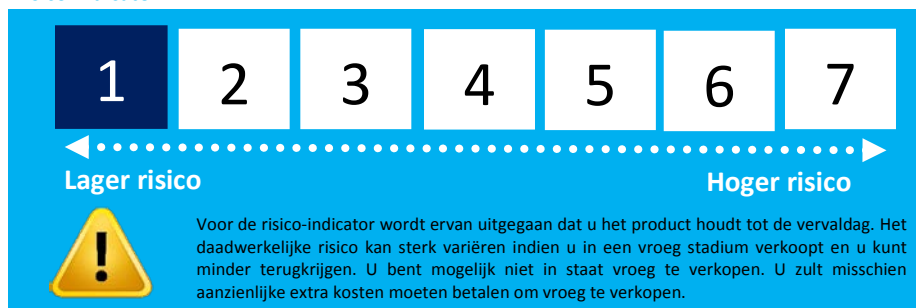 1 2 3 4 5 6 7
Lager risico Hoger risico
Voor de risico-indicator wordt ervan uitgegaan dat u het product houdt tot de vervaldag. Het
daadwerkelijke risico kan sterk variëren indien u in een vroeg stadium verkoopt en u kunt
minder terugkrijgen. U bent mogelijk niet in staat vroeg te verkopen. U zult misschien
aanzienlijke extra kosten moeten betalen om vroeg te verkopen.